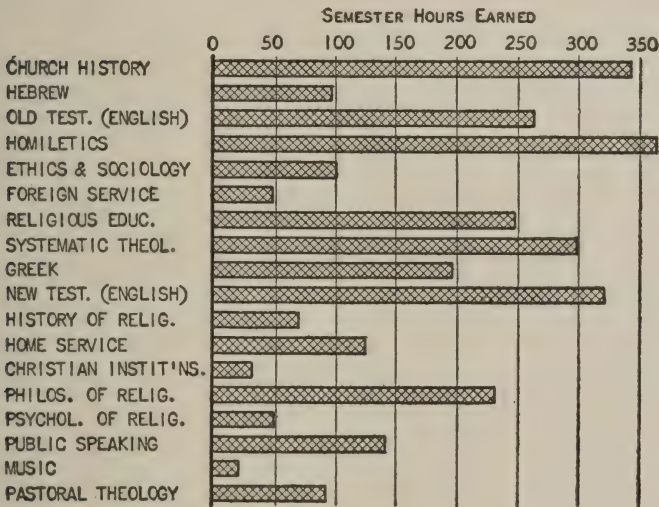 SEMESTER HOURS EARNED
0 50 100 150 200 250 300 350
CHURCH HISTORY
HEBREW
OLD TEST. (ENGLISH)
HOMILETICS
ETHICS & SOCIOLOGY
FOREIGN SERVICE
RELIGIOUS EDUC.
SYSTEMATIC THEOL.
GREEK
NEW TEST. (ENGLISH)
HISTORY OF RELIG.
HOME SERVICE
CHRISTIAN INSTIT'NS.
PHILOS. OF RELIG.
PSYCHOL. OF RELIG.
PUBLIC SPEAKING
MUSIC
PASTORAL THEOLOGY